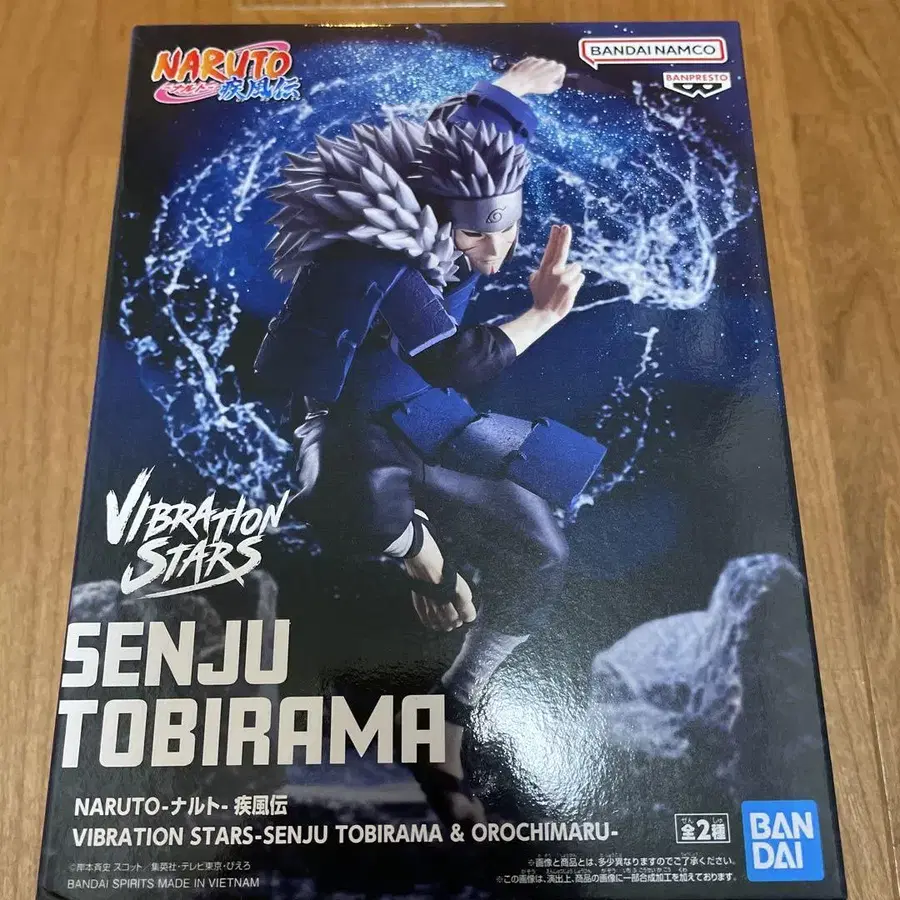 NARUTO
ナルト
疾風伝
BANDAI NAMCO
BANPRESTO
VIBRATION
STARS
SENJU
TOBIRAMA
NARUTO-ナルト- 疾風伝
VIBRATION STARS-SENJU TOBIRAMA & OROCHIMARU-
全2種
BAN
DAI
©岸本斉史 スコット/集英社・テレビ東京・ぴえろ
BANDAI SPIRITS MADE IN VIETNAM
※画像と商品とは、多少異なりますのでご了承ください。
※この画像は、演出上、商品の画像に一部合成加工を加えております。